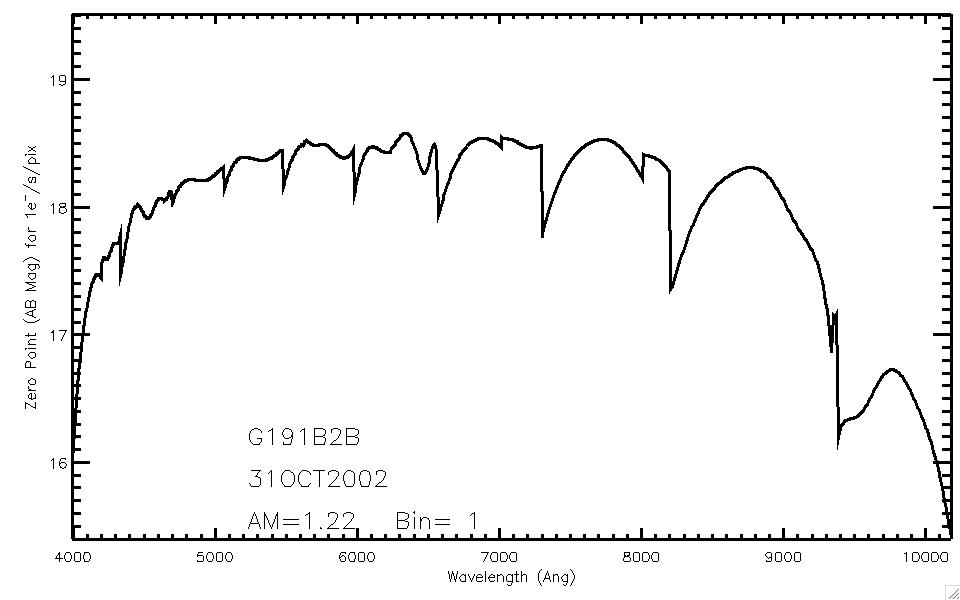 19
18
17
16
Zero Point (AB Mag) for 1e⁻/s/pix
G191B2B
31OCT2002
AM=1.22 Bin= 1
4000 5000 6000 7000 8000 9000 10000
Wavelength (Ang)